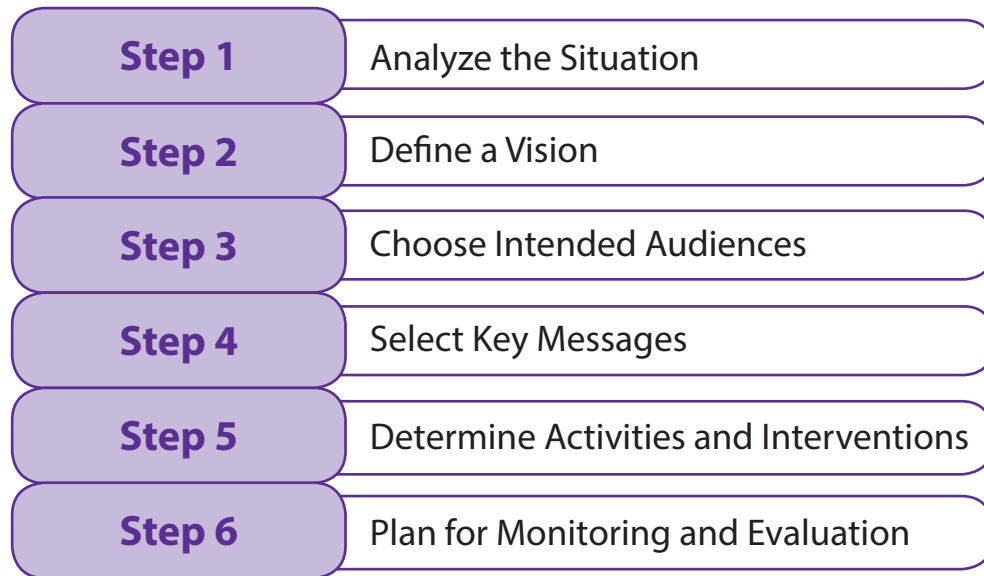 Step 1 Analyze the Situation
Step 2 Define a Vision
Step 3 Choose Intended Audiences
Step 4 Select Key Messages
Step 5 Determine Activities and Interventions
Step 6 Plan for Monitoring and Evaluation